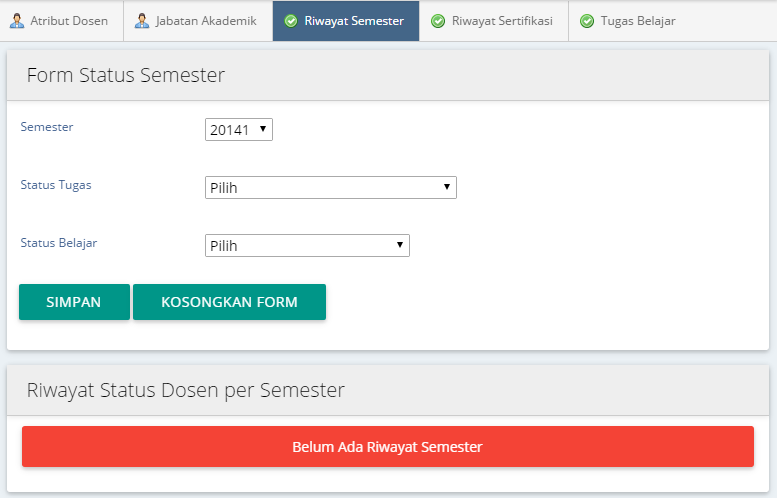 Atribut Dosen Jabatan Akademik Riwayat Semester Riwayat Sertifikasi Tugas Belajar
Form Status Semester
Semester 20141
Status Tugas Pilih
Status Belajar Pilih
SIMPAN KOSONGKAN FORM
Riwayat Status Dosen per Semester
Belum Ada Riwayat Semester